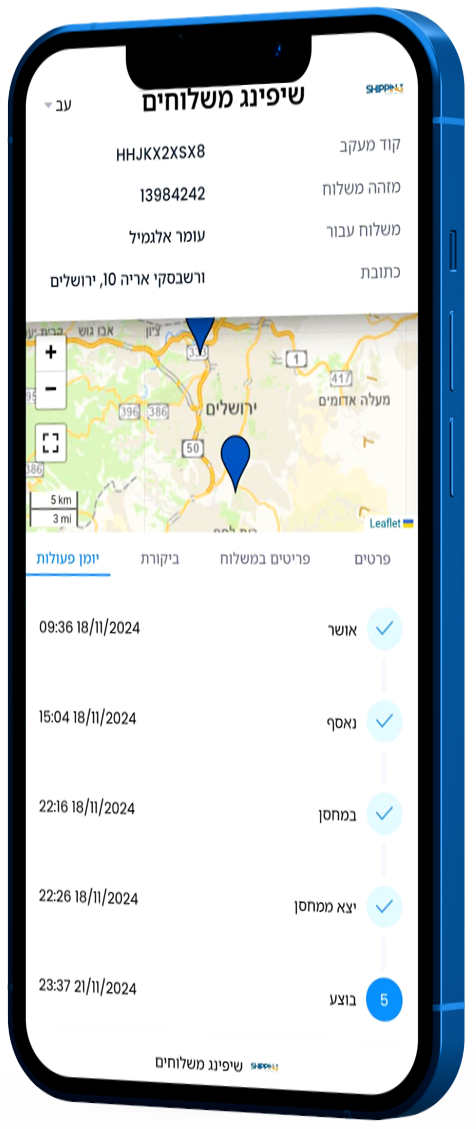 SHIPPING
שיפינג משלוחים
עב
קוד מעקב HHJKX2XSX8
מזהה משלוח 13984242
משלוח עבור עומר אלגמיל
כתובת ורשבסקי אריה 10, ירושלים
ציון
אבו גוש
+
1
−
417
מעלה אדומים
ירושלים
386
396
50
386
5 km
3 mi
Leaflet
פרטים פריטים במשלוח ביקורת יומן פעולות
אושר 18/11/2024 09:36
נאסף 18/11/2024 15:04
במחסן 18/11/2024 22:16
יצא ממחסן 18/11/2024 22:26
5 בוצע 21/11/2024 23:37
SHIPPING שיפינג משלוחים